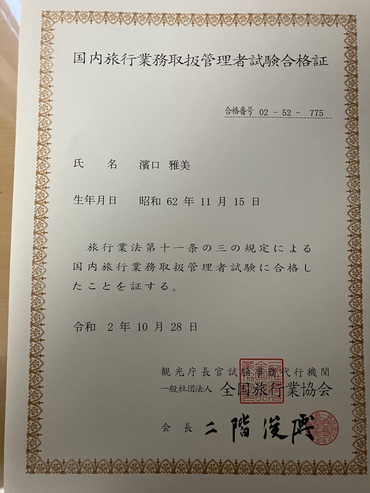 国内旅行業務取扱管理者試験合格証
合格番号 02 － 52 － 775
氏 名 濱口 雅美
生年月日 昭和 62 年 11 月 15 日
旅行業法第十一条の三の規定による
国内旅行業務取扱管理者試験に合格し
たことを証する。
令和 2 年 10 月 28 日
観光庁長官試験事務代行機関
一般社団法人 全国旅行業協会
会 長 二階俊博